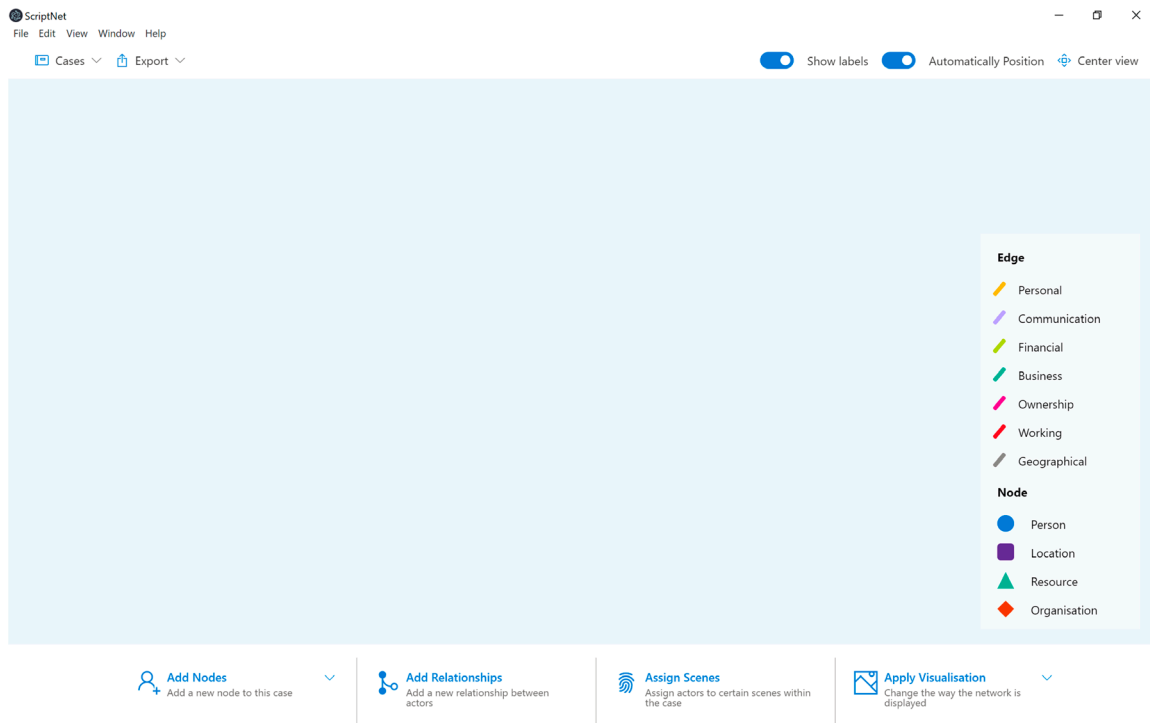 ScriptNet
File Edit View Window Help
Cases Export Show labels Automatically Position Center view
Edge
Personal
Communication
Financial
Business
Ownership
Working
Geographical
Node
Person
Location
Resource
Organisation
Add Nodes
Add a new node to this case
Add Relationships
Add a new relationship between
actors
Assign Scenes
Assign actors to certain scenes within
the case
Apply Visualisation
Change the way the network is
displayed